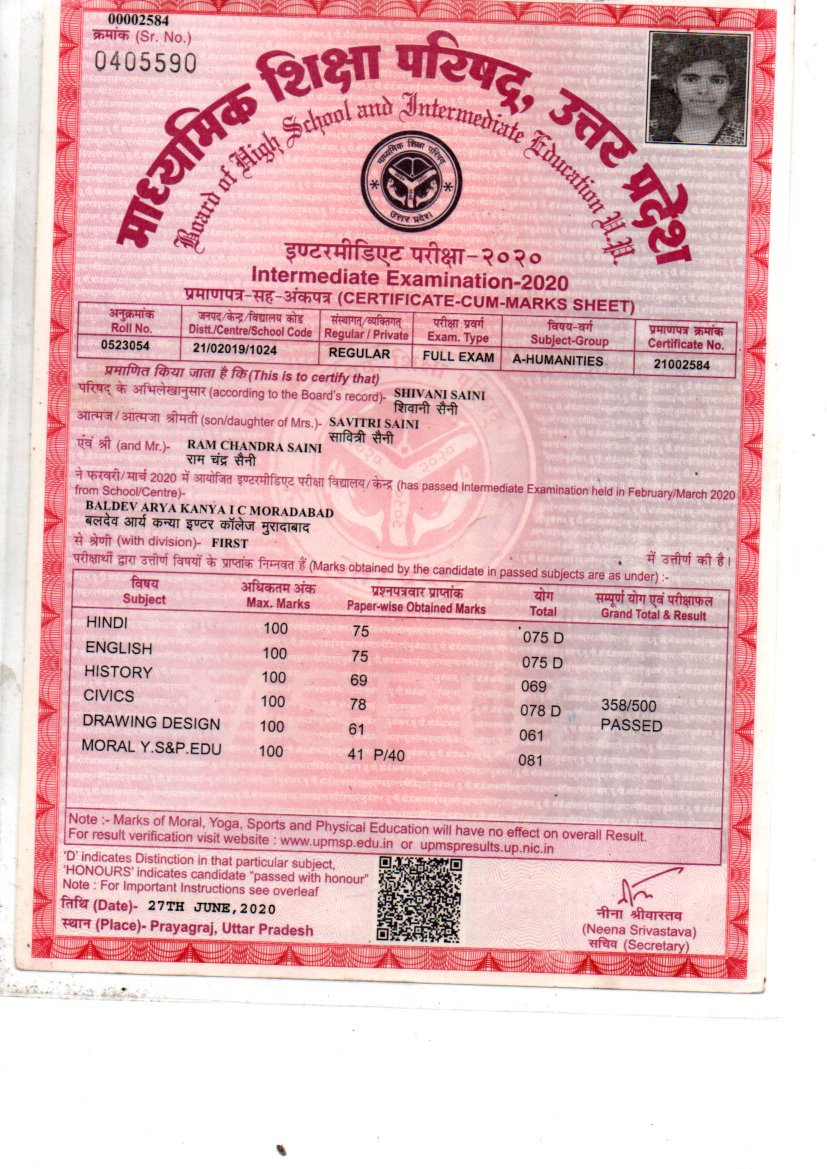 00002584
क्रमांक (Sr. No.)
0405590
माध्यमिक शिक्षा परिषद्, उत्तर प्रदेश
Board of High School and Intermediate Education U.P.
माध्यमिक शिक्षा परिषद्
उत्तर प्रदेश
इण्टरमीडिएट परीक्षा-२०२०
Intermediate Examination-2020
प्रमाणपत्र-सह-अंकपत्र (CERTIFICATE-CUM-MARKS SHEET)
अनुक्रमांक जनपद/केन्द्र/विद्यालय कोड संस्थागत्/व्यक्तिगत् परीक्षा प्रवर्ग विषय-वर्ग प्रमाणपत्र क्रमांक
Roll No. Distt./Centre/School Code Regular / Private Exam. Type Subject-Group Certificate No.
0523054 21/02019/1024 REGULAR FULL EXAM A-HUMANITIES 21002584
प्रमाणित किया जाता है कि (This is to certify that)
परिषद् के अभिलेखानुसार (according to the Board's record)- SHIVANI SAINI
शिवानी सैनी
आत्मज/आत्मजा श्रीमती (son/daughter of Mrs.)- SAVITRI SAINI
सावित्री सैनी
एवं श्री (and Mr.)- RAM CHANDRA SAINI
राम चंद्र सैनी
ने फरवरी/मार्च 2020 में आयोजित इण्टरमीडिएट परीक्षा विद्यालय/केन्द्र (has passed Intermediate Examination held in February/March 2020
from School/Centre)-
BALDEV ARYA KANYA I C MORADABAD
बलदेव आर्य कन्या इण्टर कॉलेज मुरादाबाद
से श्रेणी (with division)- FIRST में उत्तीर्ण की है।
परीक्षार्थी द्वारा उत्तीर्ण विषयों के प्राप्तांक निम्नवत हैं (Marks obtained by the candidate in passed subjects are as under) :-
विषय अधिकतम अंक प्रश्नपत्रवार प्राप्तांक योग सम्पूर्ण योग एवं परीक्षाफल
Subject Max. Marks Paper-wise Obtained Marks Total Grand Total & Result
HINDI 100 75 075 D
ENGLISH 100 75 075 D
HISTORY 100 69 069
CIVICS 100 78 078 D 358/500
DRAWING DESIGN 100 61 061 PASSED
MORAL Y.S&P.EDU 100 41 P/40 081
Note :- Marks of Moral, Yoga, Sports and Physical Education will have no effect on overall Result.
For result verification visit website : www.upmsp.edu.in or upmspresults.up.nic.in
'D' indicates Distinction in that particular subject,
'HONOURS' indicates candidate "passed with honour"
Note : For Important Instructions see overleaf
तिथि (Date)- 27TH JUNE,2020
स्थान (Place)- Prayagraj, Uttar Pradesh
नीना श्रीवास्तव
(Neena Srivastava)
सचिव (Secretary)